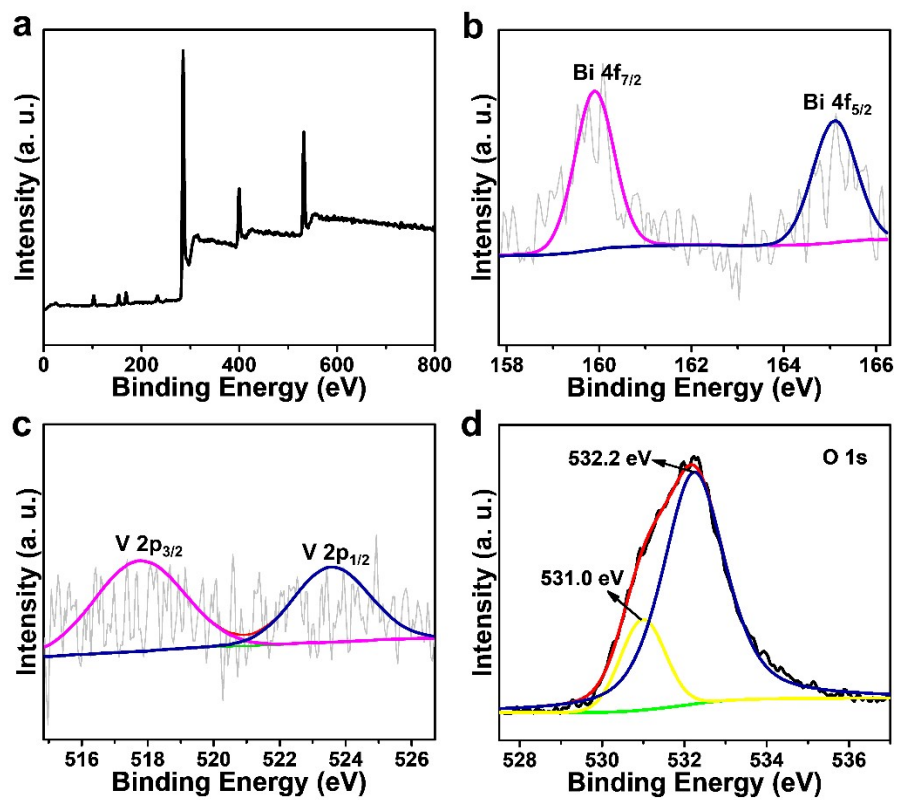 a
Intensity (a. u.)
0 200 400 600 800
Binding Energy (eV)
b
Intensity (a. u.)
Bi 4f7/2
Bi 4f5/2
158 160 162 164 166
Binding Energy (eV)
c
Intensity (a. u.)
V 2p3/2
V 2p1/2
516 518 520 522 524 526
Binding Energy (eV)
d
Intensity (a. u.)
532.2 eV
O 1s
531.0 eV
528 530 532 534 536
Binding Energy (eV)